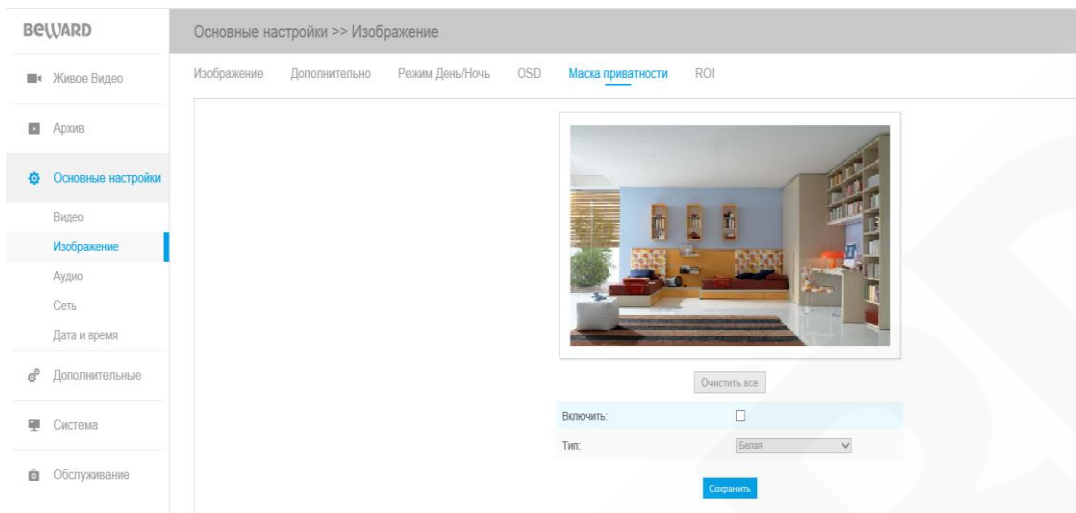 BEWARD
Основные настройки >> Изображение
Живое Видео
Архив
Основные настройки
Видео
Изображение
Аудио
Сеть
Дата и время
Дополнительные
Система
Обслуживание
Изображение Дополнительно Режим День/Ночь OSD Маска приватности ROI
Очистить все
Включить:
Тип: Белая
Сохранить